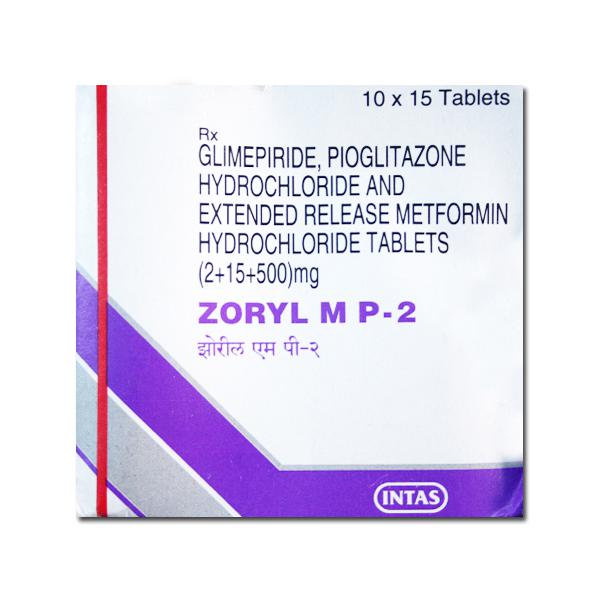 10 x 15 Tablets
Rx
GLIMEPIRIDE, PIOGLITAZONE
HYDROCHLORIDE AND
EXTENDED RELEASE METFORMIN
HYDROCHLORIDE TABLETS
(2+15+500)mg
ZORYL M P-2
झोरील एम पी-२
INTAS